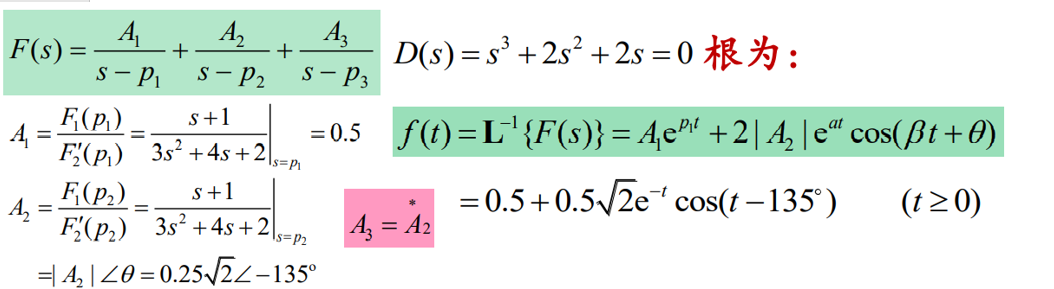 F(s) = A₁/(s − p₁) + A₂/(s − p₂) + A₃/(s − p₃)
D(s) = s³ + 2s² + 2s = 0 根为：
A₁ = F₁(p₁)/F₂′(p₁) = (s+1)/(3s² + 4s + 2)|ₛ₌ₚ₁ = 0.5
f(t) = L⁻¹{F(s)} = A₁e^{p₁t} + 2|A₂|e^{at} cos(βt + θ)
A₂ = F₁(p₂)/F₂′(p₂) = (s+1)/(3s² + 4s + 2)|ₛ₌ₚ₂
A₃ = A₂*
= 0.5 + 0.5√2e^{−t} cos(t − 135°) (t ≥ 0)
=| A₂ | ∠θ = 0.25√2∠−135°